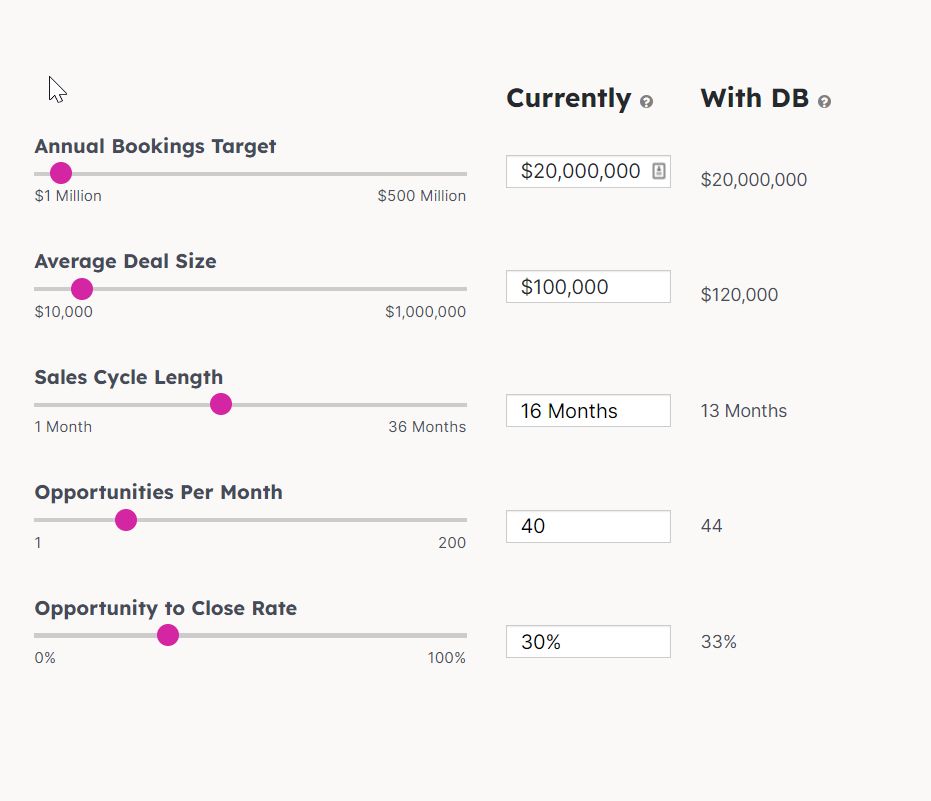 Currently ?
With DB ?
Annual Bookings Target
$1 Million
$500 Million
$20,000,000
$20,000,000
Average Deal Size
$10,000
$1,000,000
$100,000
$120,000
Sales Cycle Length
1 Month
36 Months
16 Months
13 Months
Opportunities Per Month
1
200
40
44
Opportunity to Close Rate
0%
100%
30%
33%